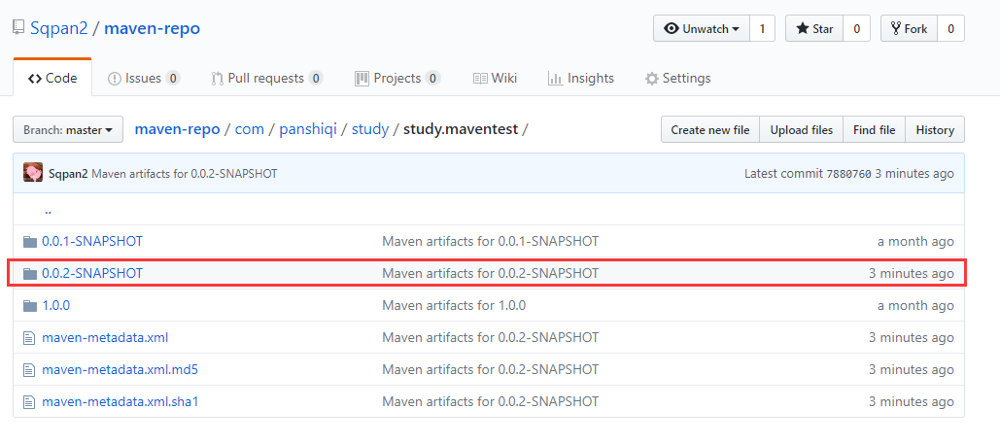 Sqpan2 / maven-repo
Unwatch 1 Star 0 Fork 0
Code Issues 0 Pull requests 0 Projects 0 Wiki Insights Settings
Branch: master maven-repo / com / panshiqi / study / study.maventest / Create new file Upload files Find file History
Sqpan2 Maven artifacts for 0.0.2-SNAPSHOT Latest commit 7880760 3 minutes ago
..
0.0.1-SNAPSHOT Maven artifacts for 0.0.1-SNAPSHOT a month ago
0.0.2-SNAPSHOT Maven artifacts for 0.0.2-SNAPSHOT 3 minutes ago
1.0.0 Maven artifacts for 1.0.0 a month ago
maven-metadata.xml Maven artifacts for 0.0.2-SNAPSHOT 3 minutes ago
maven-metadata.xml.md5 Maven artifacts for 0.0.2-SNAPSHOT 3 minutes ago
maven-metadata.xml.sha1 Maven artifacts for 0.0.2-SNAPSHOT 3 minutes ago